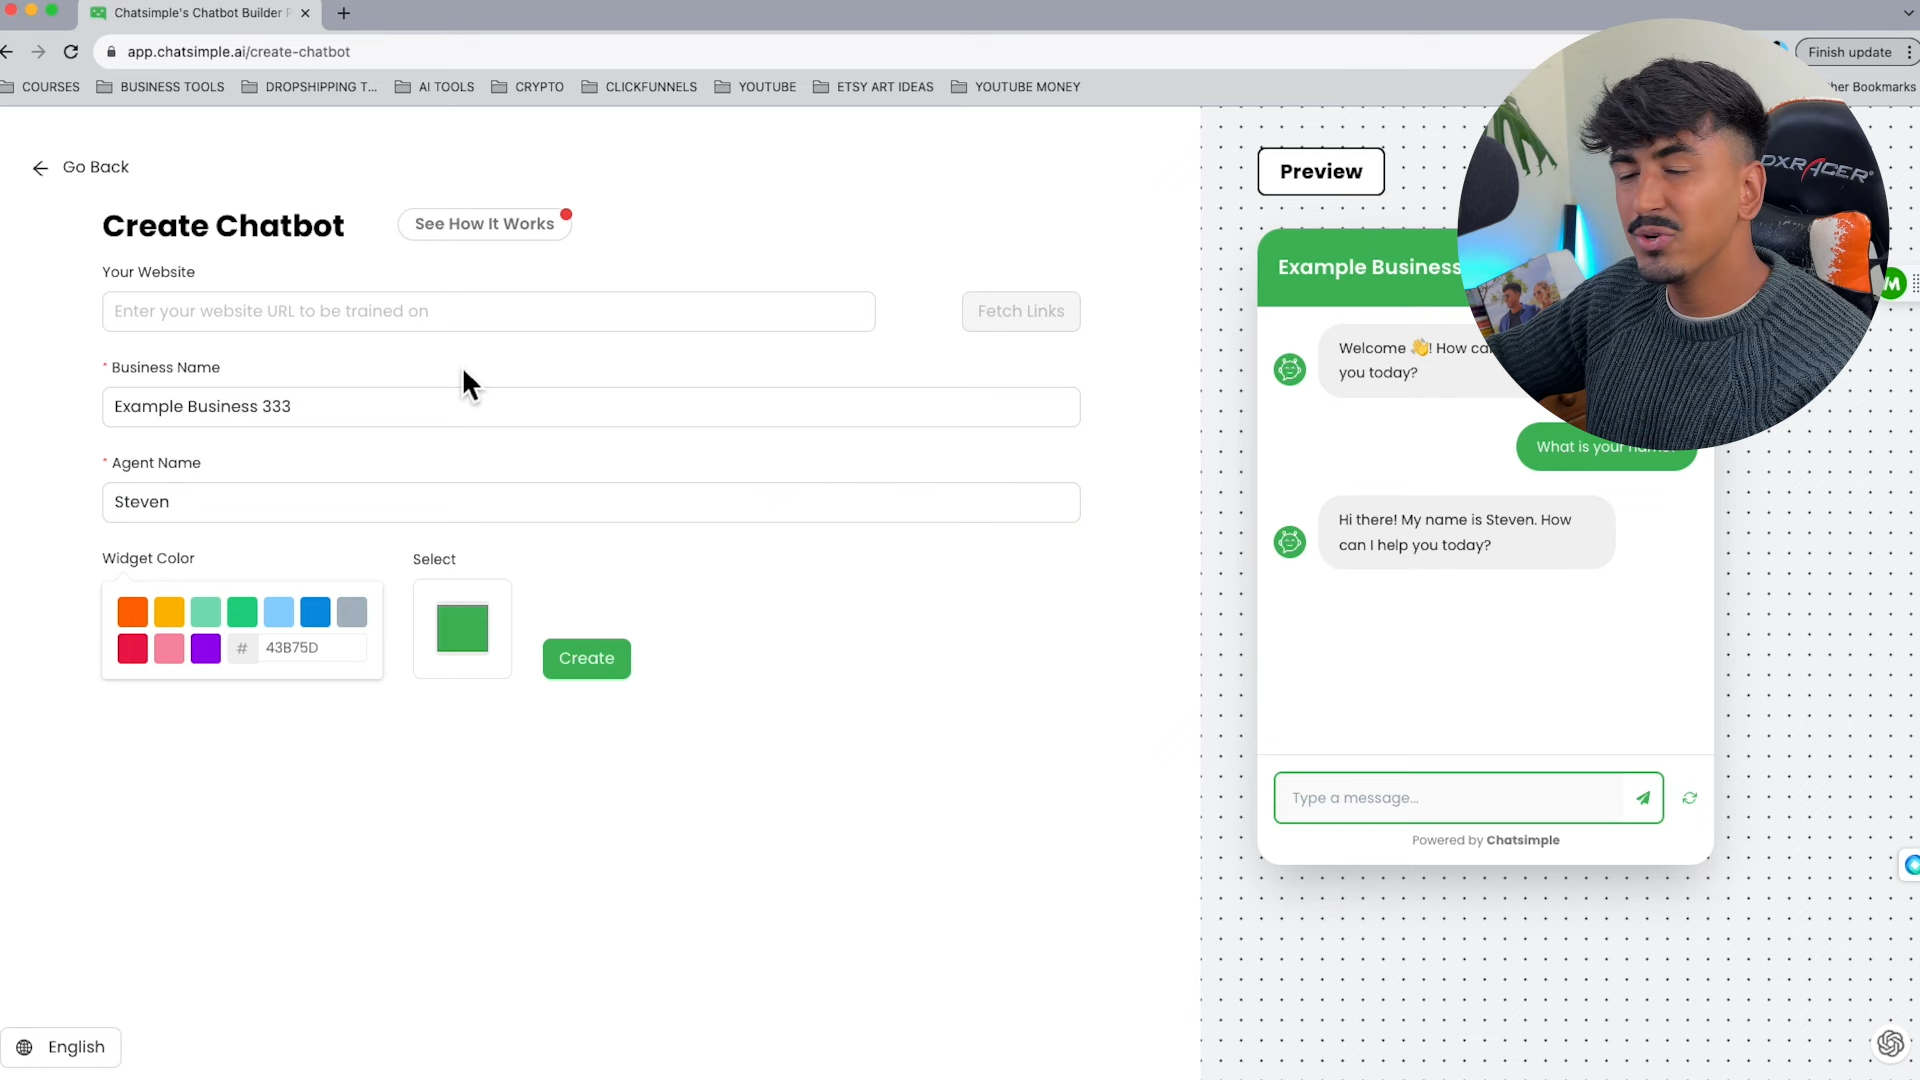 Chatsimple's Chatbot Builder
app.chatsimple.ai/create-chatbot
Finish update
COURSES
BUSINESS TOOLS
DROPSHIPPING T...
AI TOOLS
CRYPTO
CLICKFUNNELS
YOUTUBE
ETSY ART IDEAS
YOUTUBE MONEY
Bookmarks
Go Back
Create Chatbot
See How It Works
Your Website
Enter your website URL to be trained on
Fetch Links
* Business Name
Example Business 333
* Agent Name
Steven
Widget Color
Select
# 43B75D
Create
English
Preview
Example Business
Welcome 👋! How
you today?
What is your
Hi there! My name is Steven. How
can I help you today?
Type a message...
Powered by Chatsimple
DXRACER
M